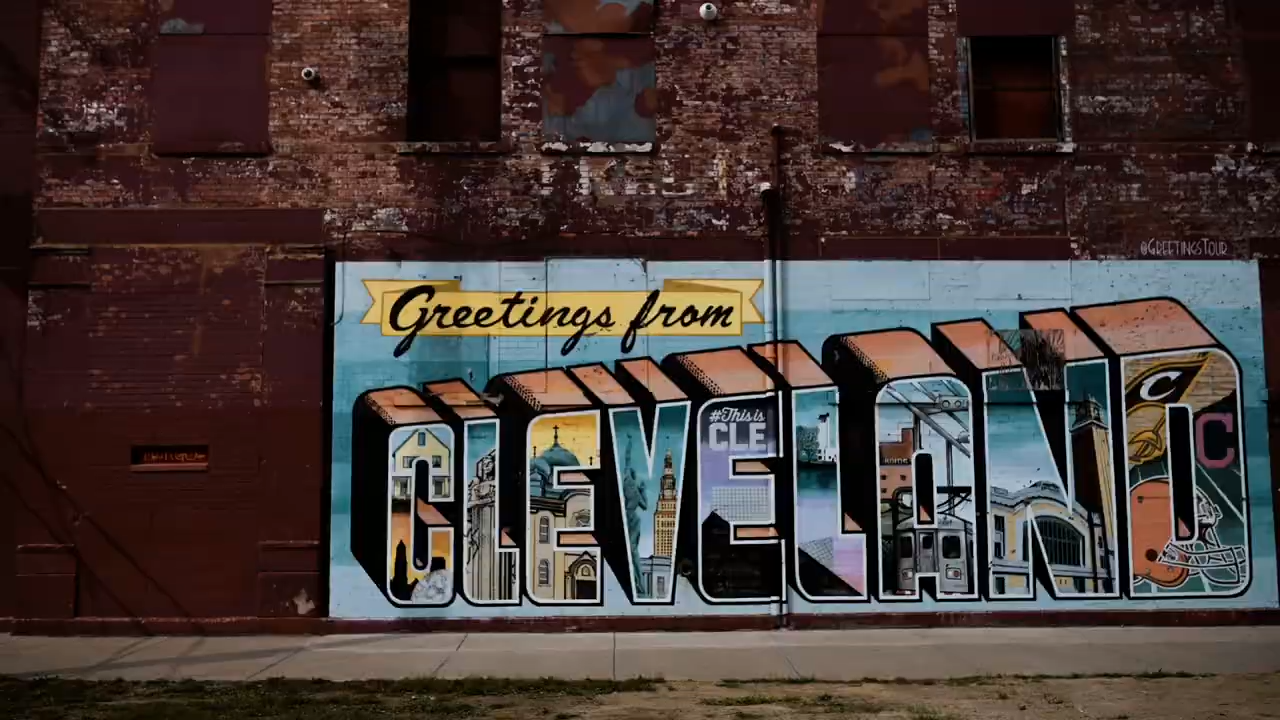 @GREETINGSTOUR
Greetings from
CLEVELAND
#This is
CLE
C
C